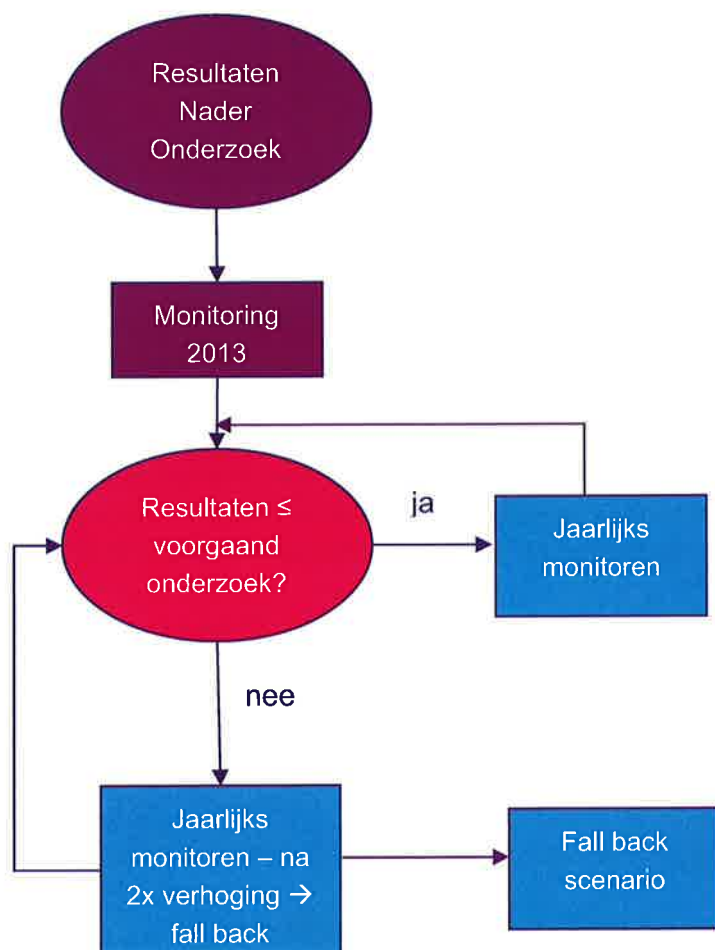 Resultaten
Nader
Onderzoek
Monitoring
2013
Resultaten ≤
voorgaand
onderzoek?
ja
Jaarlijks
monitoren
nee
Jaarlijks
monitoren – na
2x verhoging →
fall back
Fall back
scenario